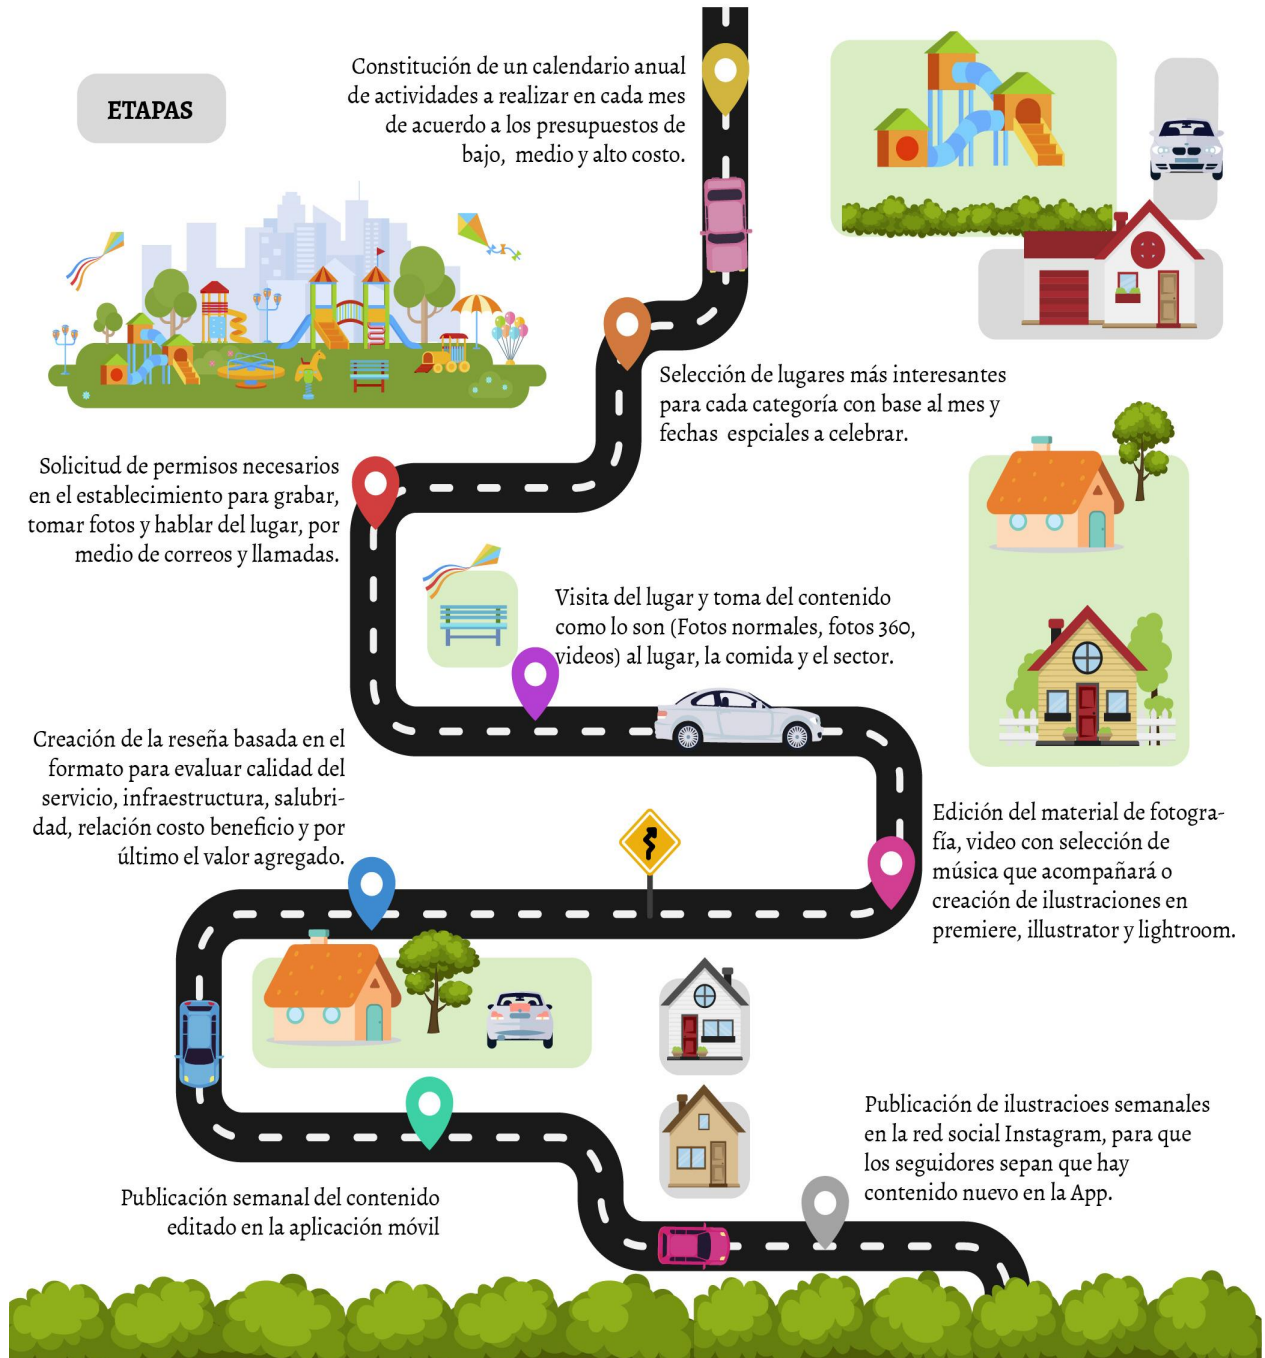 ETAPAS
Constitución de un calendario anual
de actividades a realizar en cada mes
de acuerdo a los presupuestos de
bajo, medio y alto costo.
Selección de lugares más interesantes
para cada categoría con base al mes y
fechas espciales a celebrar.
Solicitud de permisos necesarios
en el establecimiento para grabar,
tomar fotos y hablar del lugar, por
medio de correos y llamadas.
Visita del lugar y toma del contenido
como lo son (Fotos normales, fotos 360,
videos) al lugar, la comida y el sector.
Edición del material de fotogra-
fía, video con selección de
música que acompañará o
creación de ilustraciones en
premiere, illustrator y lightroom.
Creación de la reseña basada en el
formato para evaluar calidad del
servicio, infraestructura, salubri-
dad, relación costo beneficio y por
último el valor agregado.
Publicación semanal del contenido
editado en la aplicación móvil
Publicación de ilustracioes semanales
en la red social Instagram, para que
los seguidores sepan que hay
contenido nuevo en la App.